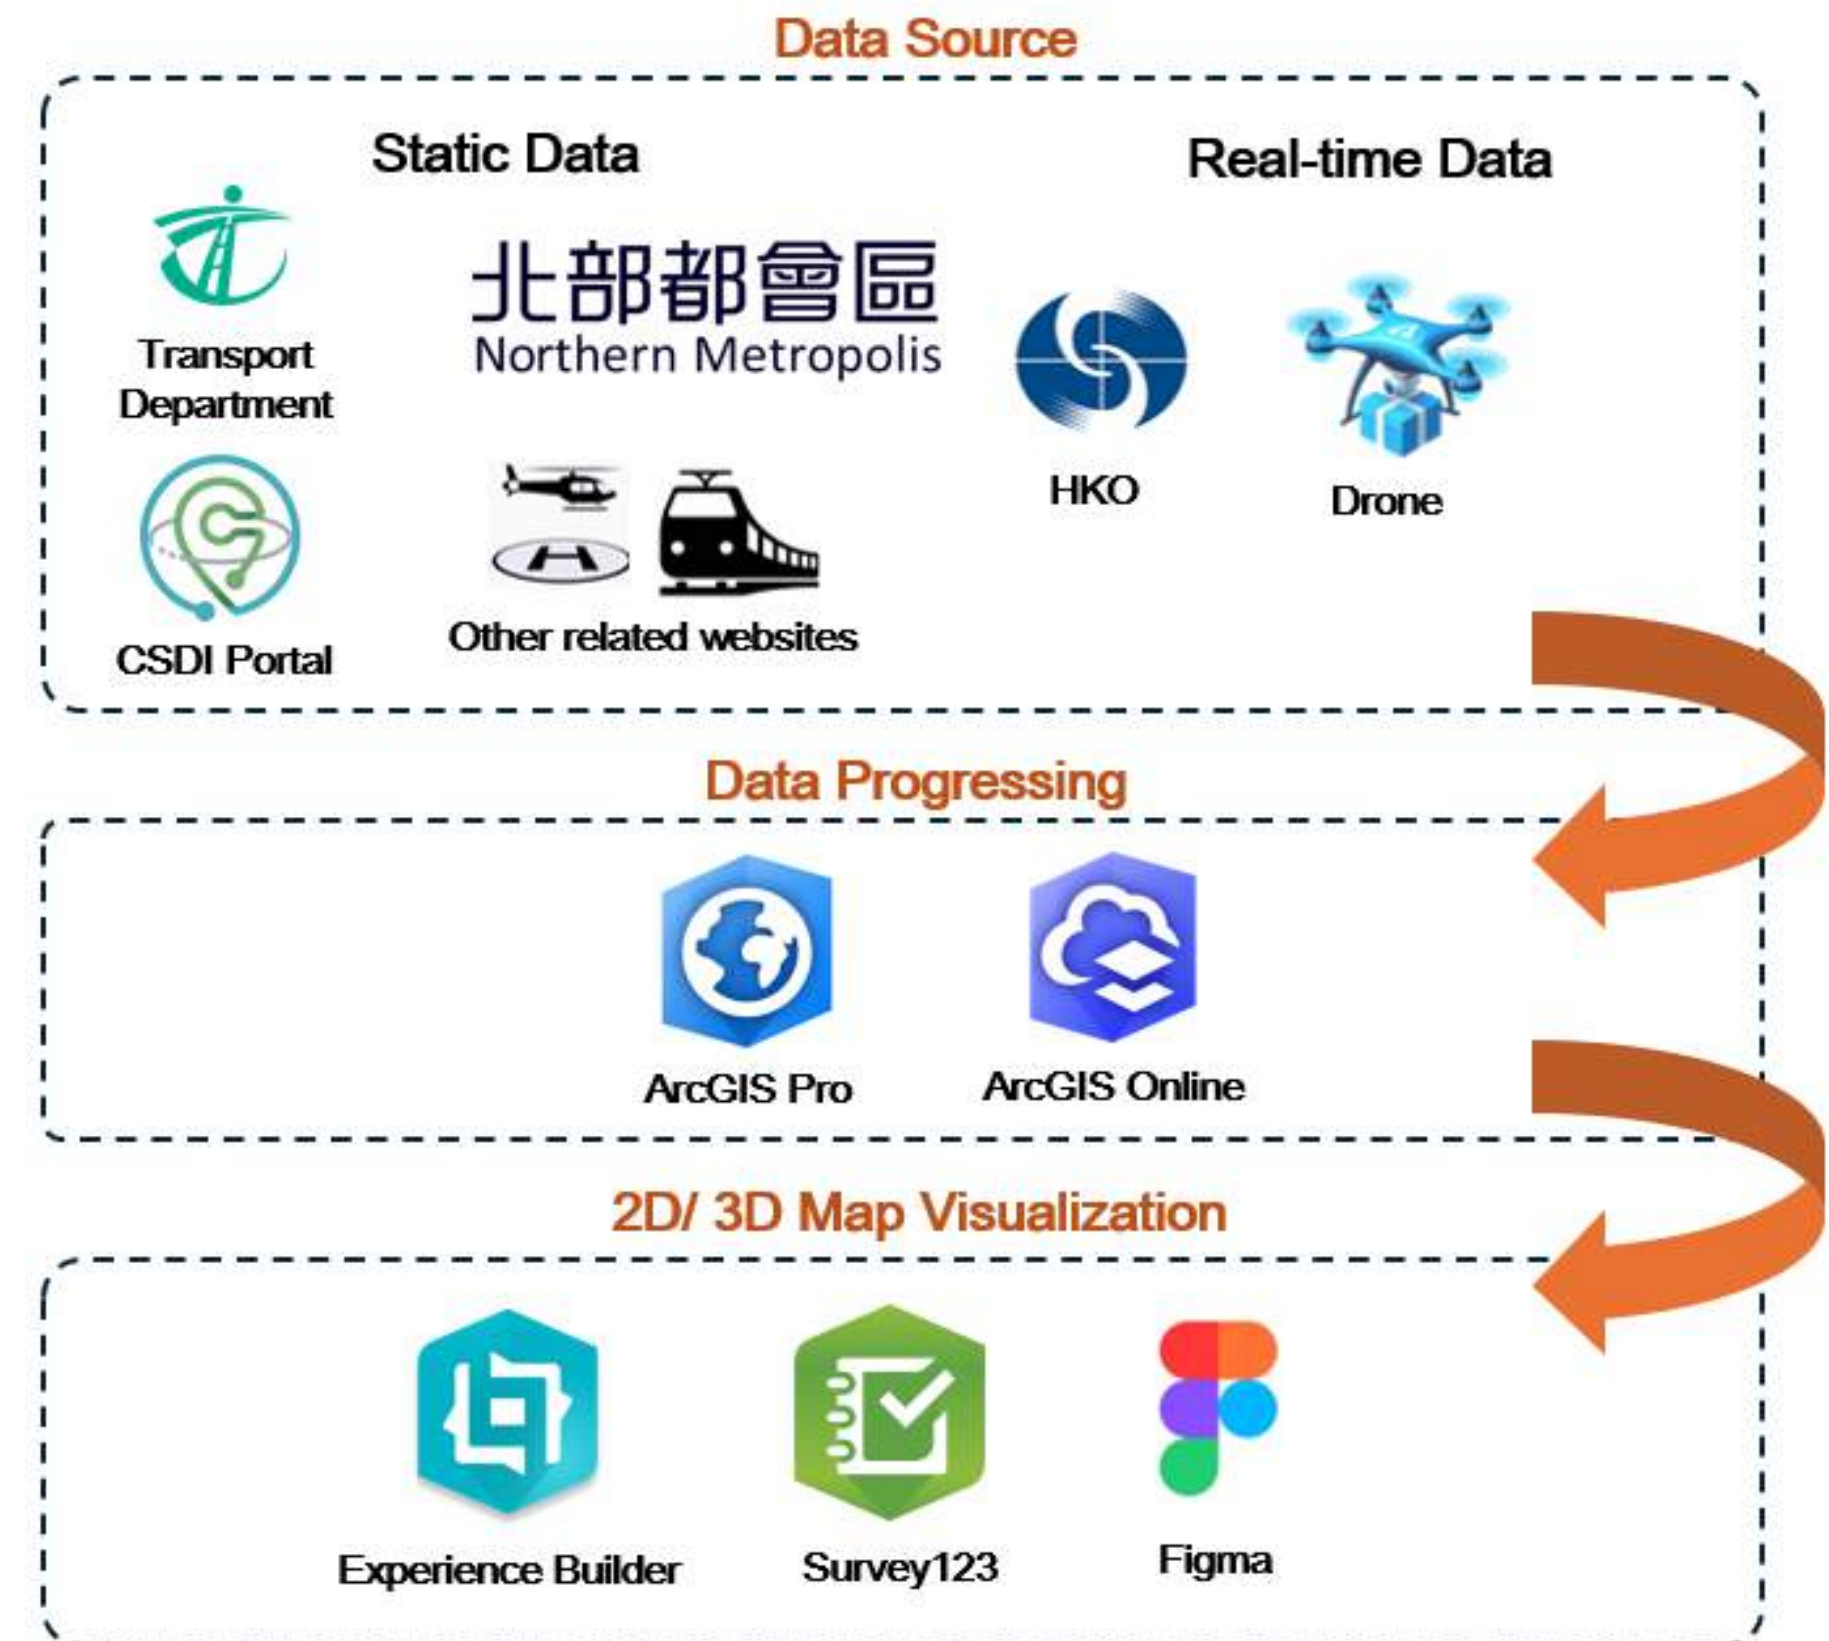 Data Source
Static Data
Real-time Data
Transport
Department
北部都會區
Northern Metropolis
HKO
Drone
CSDI Portal
Other related websites
Data Progressing
ArcGIS Pro
ArcGIS Online
2D/ 3D Map Visualization
Experience Builder
Survey123
Figma